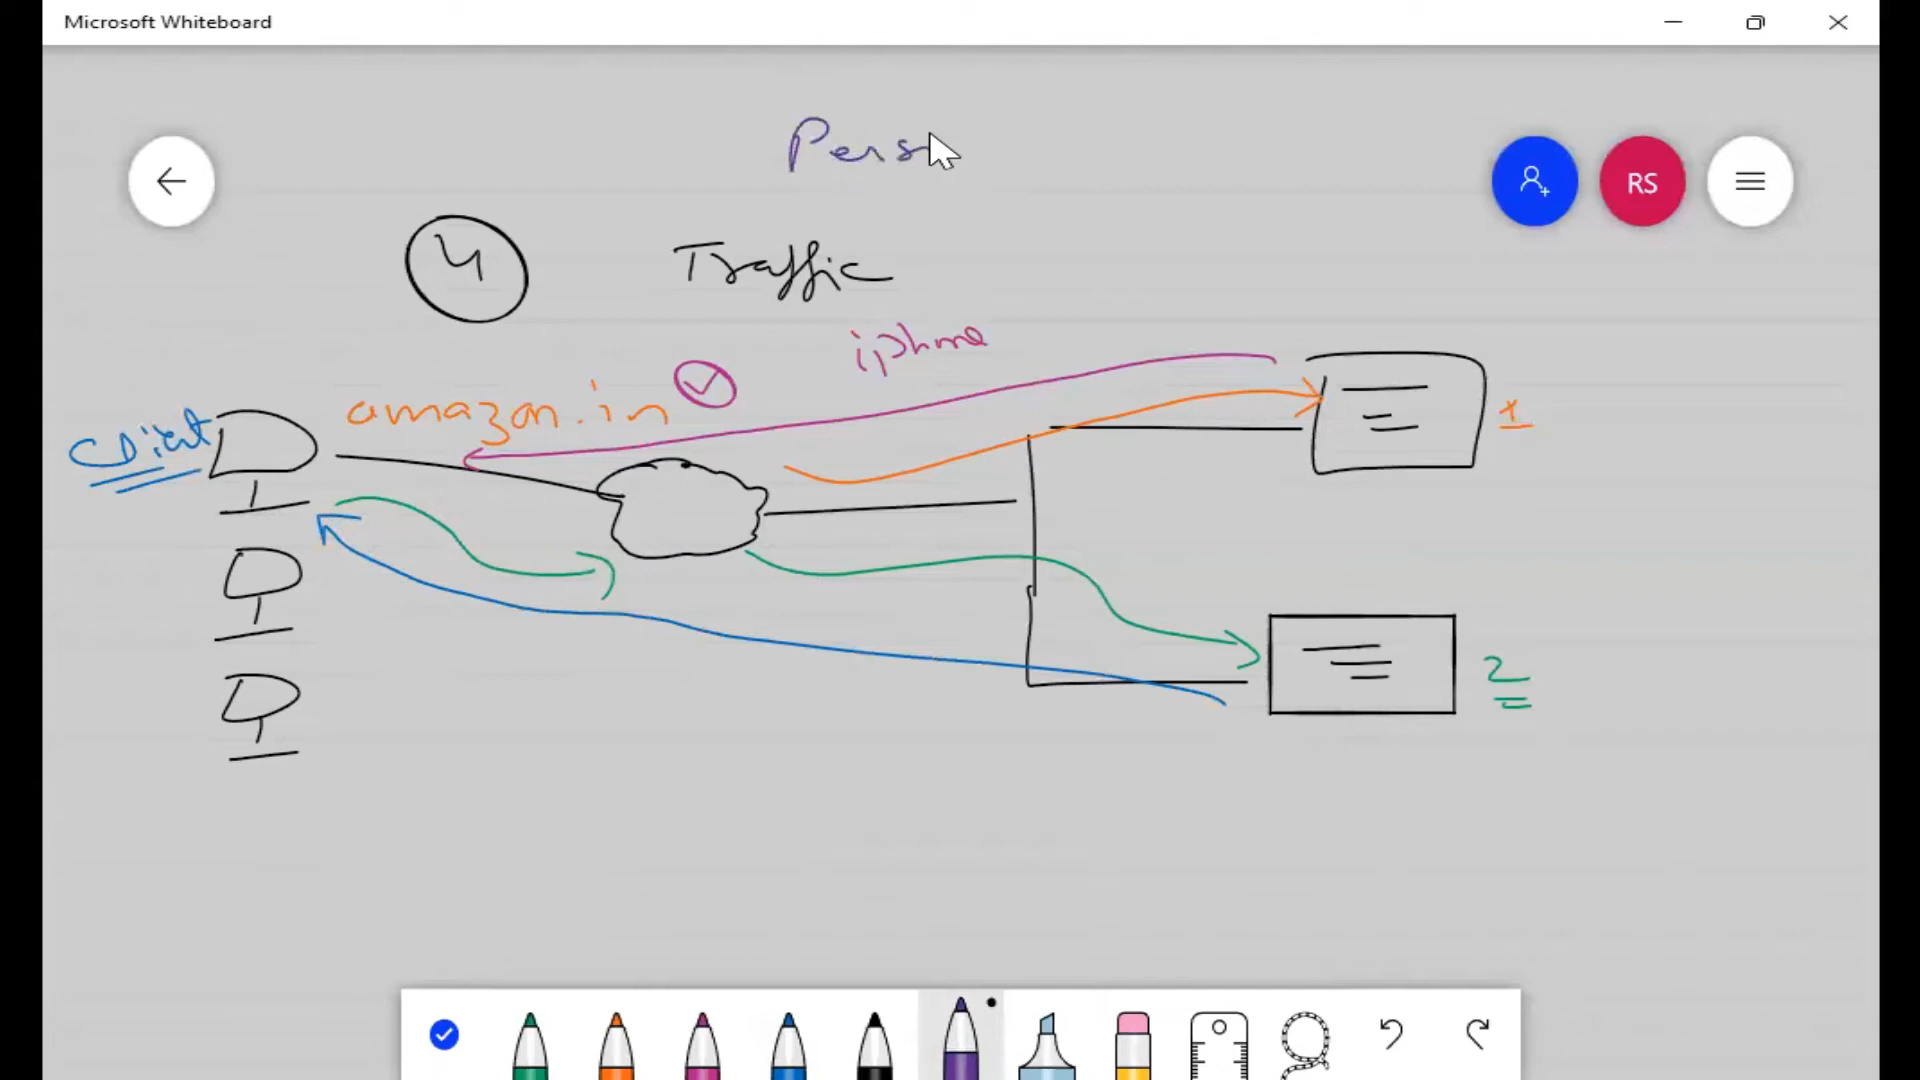 Microsoft Whiteboard
Pers
RS
4 Traffic
iphone
amazon.in
Client
1
2